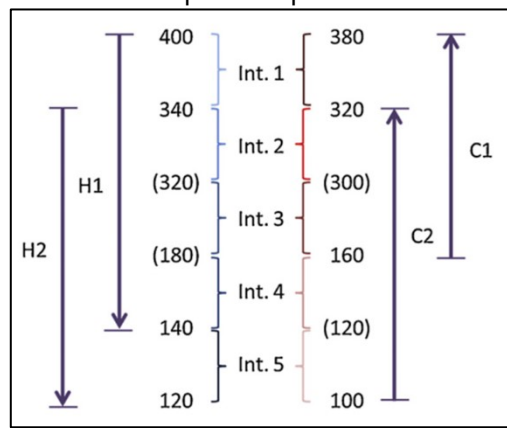 400 380
Int. 1
340 320
Int. 2 C1
(320) (300)
H1
Int. 3
H2 C2
(180) 160
Int. 4
140 (120)
Int. 5
120 100